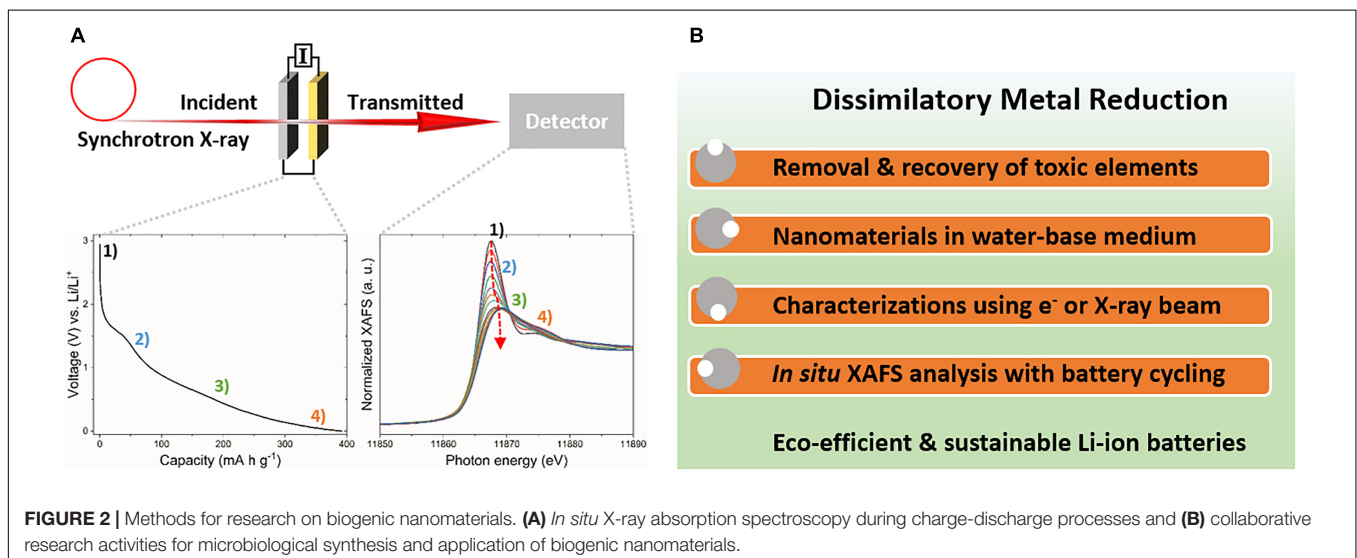 A
I
Incident
Transmitted
Synchrotron X-ray
Detector
Voltage (V) vs. Li/Li⁺
3
2
1
0
1)
2)
3)
4)
0
100
200
300
400
Capacity (mA h g⁻¹)
Normalized XAFS (a. u.)
1)
2)
3)
4)
11850
11860
11870
11880
11890
Photon energy (eV)
B
Dissimilatory Metal Reduction
Removal & recovery of toxic elements
Nanomaterials in water-base medium
Characterizations using e⁻ or X-ray beam
In situ XAFS analysis with battery cycling
Eco-efficient & sustainable Li-ion batteries
FIGURE 2 | Methods for research on biogenic nanomaterials. (A) In situ X-ray absorption spectroscopy during charge-discharge processes and (B) collaborative
research activities for microbiological synthesis and application of biogenic nanomaterials.